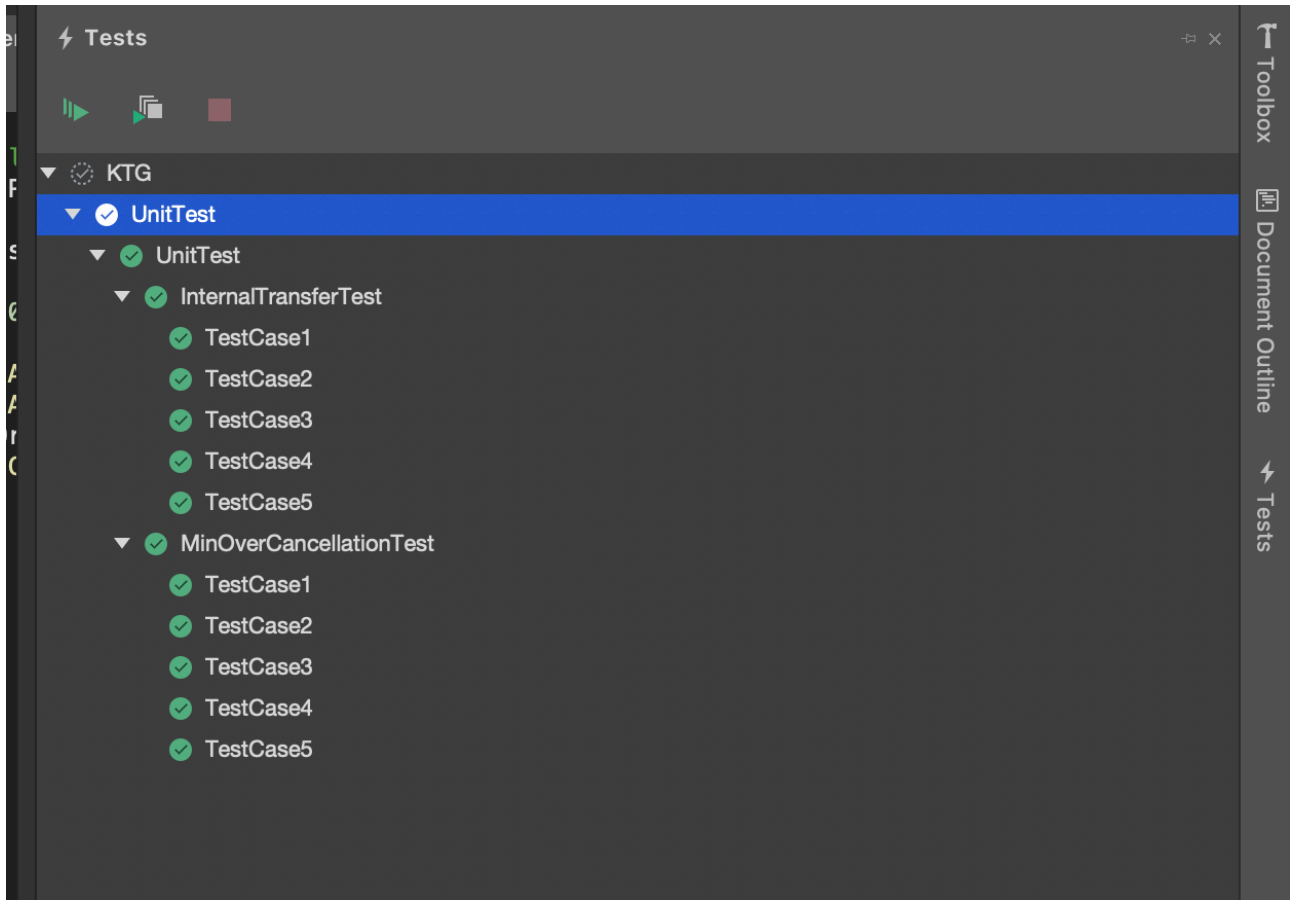 Tests
KTG
UnitTest
UnitTest
InternalTransferTest
TestCase1
TestCase2
TestCase3
TestCase4
TestCase5
MinOverCancellationTest
TestCase1
TestCase2
TestCase3
TestCase4
TestCase5
Toolbox
Document Outline
Tests